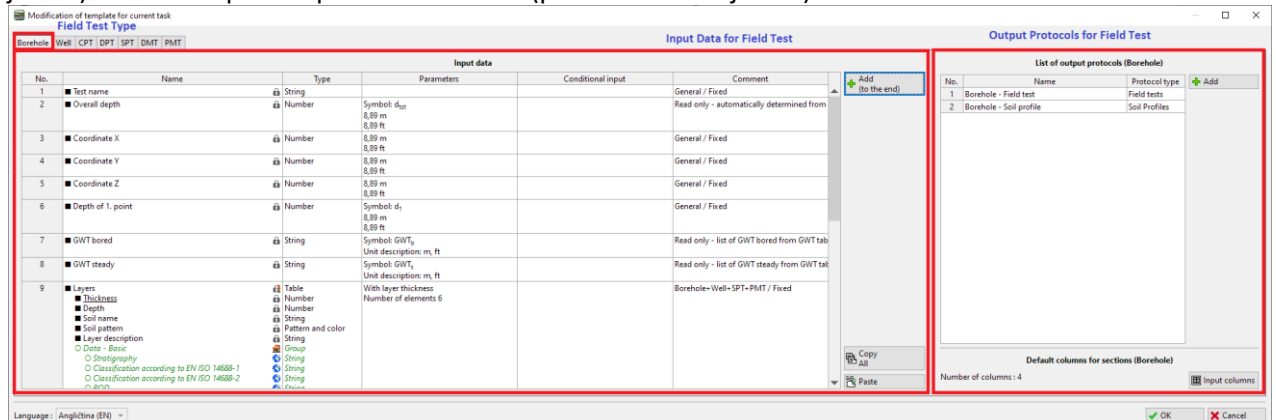 Modification of template for current task
Field Test Type
Input Data for Field Test
Output Protocols for Field Test
Borehole Well CPT DPT SPT DMT PMT
Input data
No. Name Type Parameters Conditional input Comment
1 Test name String General / Fixed
2 Overall depth Number Symbol: dtot Read only - automatically determined from
8,89 m
8,89 ft
3 Coordinate X Number 8,89 m General / Fixed
8,89 ft
4 Coordinate Y Number 8,89 m General / Fixed
8,89 ft
5 Coordinate Z Number 8,89 m General / Fixed
8,89 ft
6 Depth of 1. point Number Symbol: d1 General / Fixed
8,89 m
8,89 ft
7 GWT bored String Symbol: GWTb Read only - list of GWT bored from GWT tab
Unit description: m, ft
8 GWT steady String Symbol: GWTs Read only - list of GWT steady from GWT tab
Unit description: m, ft
9 Layers Table With layer thickness Borehole+Well+SPT+PMT / Fixed
Thickness Number Number of elements 6
Depth Number
Soil name String
Soil pattern Pattern and color
Layer description String
Data - Basic Group
Stratigraphy String
Classification according to EN ISO 14688-1 String
Classification according to EN ISO 14688-2 String
Add
(to the end)
Copy
All
Paste
List of output protocols (Borehole)
No. Name Protocol type
1 Borehole - Field test Field tests
2 Borehole - Soil profile Soil Profiles
Add
Default columns for sections (Borehole)
Number of columns : 4
Input columns
Language : Angličtina (EN)
OK Cancel